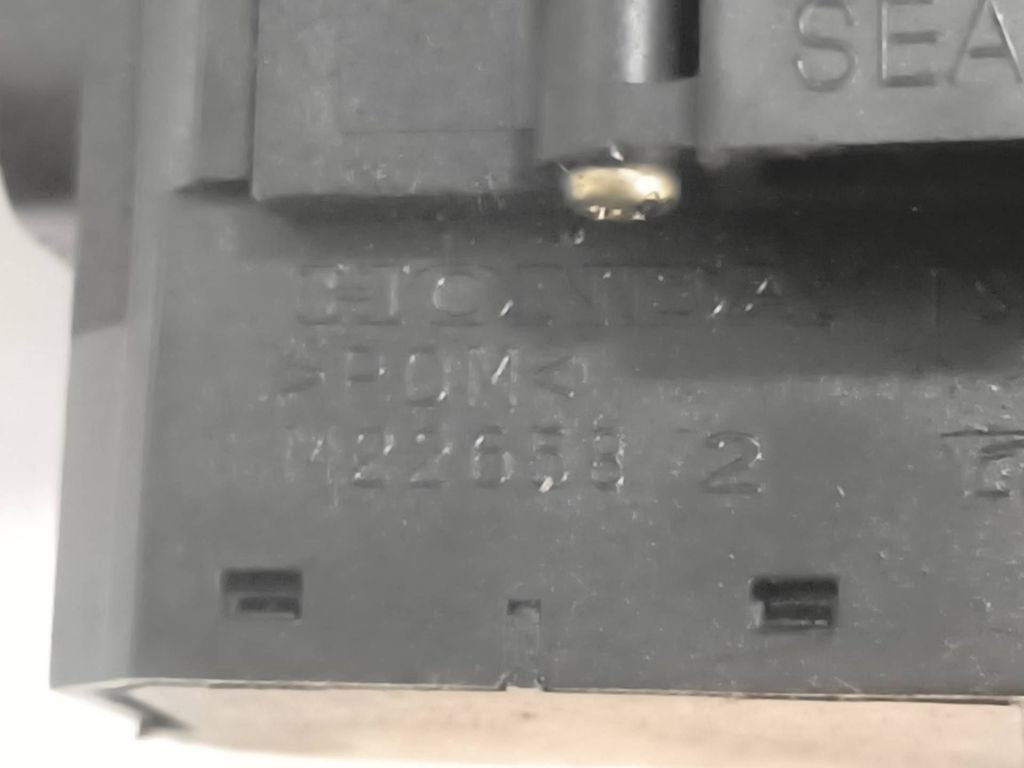 SEA
HONDA
>POM<
M22658 2